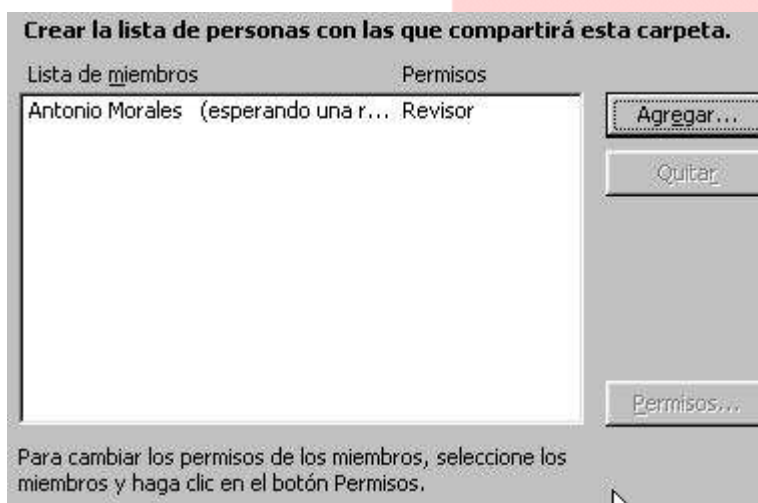 Crear la lista de personas con las que compartirá esta carpeta.
Lista de miembros Permisos
Antonio Morales (esperando una r... Revisor
Agregar...
Quitar
Permisos...
Para cambiar los permisos de los miembros, seleccione los
miembros y haga clic en el botón Permisos.